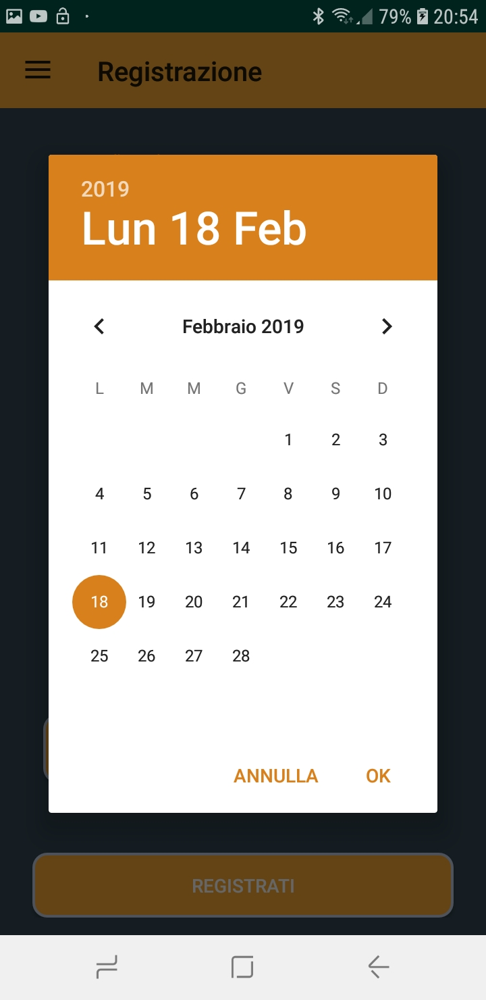 79% 20:54
Registrazione
2019
Lun 18 Feb
Febbraio 2019
L M M G V S D
1 2 3
4 5 6 7 8 9 10
11 12 13 14 15 16 17
18 19 20 21 22 23 24
25 26 27 28
ANNULLA OK
REGISTRATI